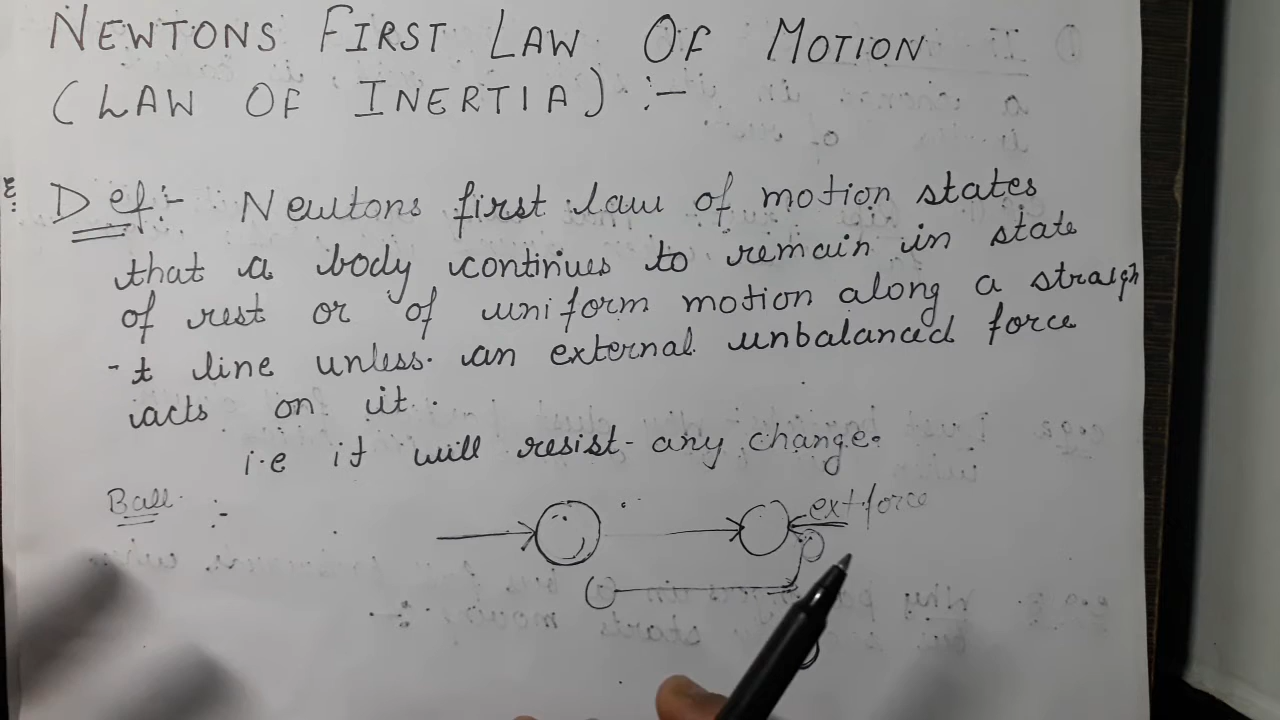 NEWTONS FIRST LAW OF MOTION
(LAW OF INERTIA) :-
Def:- Newtons first law of motion states
that a body continues to remain in state
of rest or of uniform motion along a straigh
-t line unless an external unbalanced force
acts on it.
i.e it will resist any change.
Ball :-
ext force